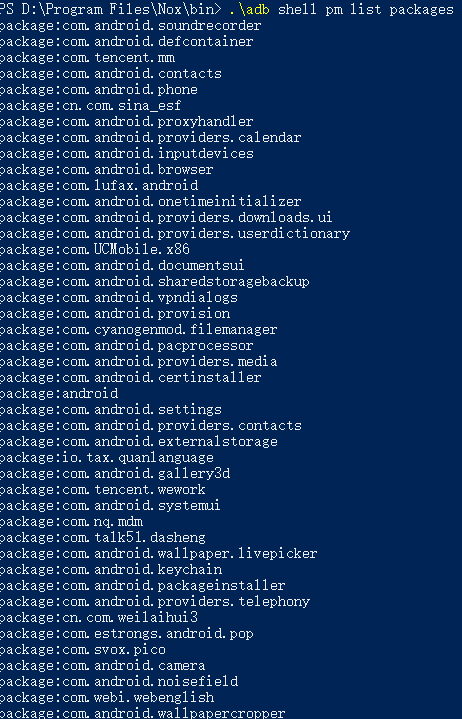 PS D:\Program Files\Nox\bin> .\adb shell pm list packages
package:com.android.soundrecorder
package:com.android.defcontainer
package:com.tencent.mm
package:com.android.contacts
package:com.android.phone
package:cn.com.sina_esf
package:com.android.proxyhandler
package:com.android.providers.calendar
package:com.android.inputdevices
package:com.android.browser
package:com.lufax.android
package:com.android.onetimeinitializer
package:com.android.providers.downloads.ui
package:com.android.providers.userdictionary
package:com.UCMobile.x86
package:com.android.documentsui
package:com.android.sharedstoragebackup
package:com.android.vpndialogs
package:com.android.provision
package:com.cyanogenmod.filemanager
package:com.android.pacprocessor
package:com.android.providers.media
package:com.android.certinstaller
package:android
package:com.android.settings
package:com.android.providers.contacts
package:com.android.externalstorage
package:io.tax.quanlanguage
package:com.android.gallery3d
package:com.tencent.wework
package:com.android.systemui
package:com.nq.mdm
package:com.talk51.dasheng
package:com.android.wallpaper.livepicker
package:com.android.keychain
package:com.android.packageinstaller
package:com.android.providers.telephony
package:cn.com.weilaihui3
package:com.estrongs.android.pop
package:com.svox.pico
package:com.android.camera
package:com.android.noisefield
package:com.webi.webenglish
package:com.android.wallpapercropper